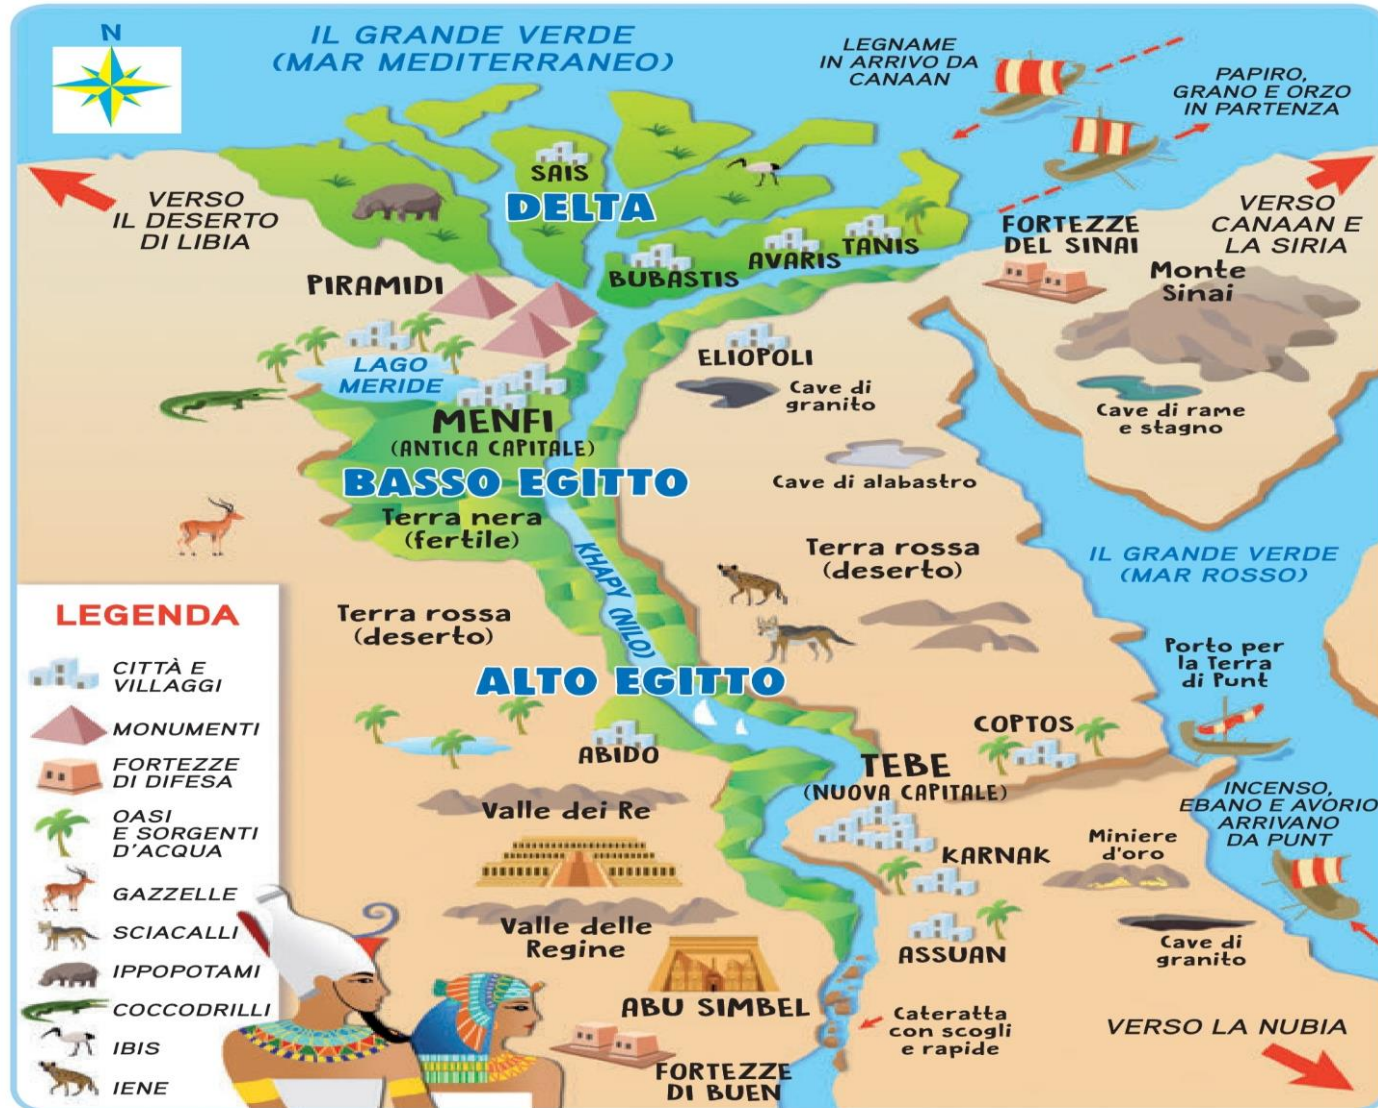 N
IL GRANDE VERDE
(MAR MEDITERRANEO)
LEGNAME
IN ARRIVO DA
CANAAN
PAPIRO,
GRANO E ORZO
IN PARTENZA
VERSO
IL DESERTO
DI LIBIA
SAIS
DELTA
BUBASTIS
AVARIS
TANIS
FORTEZZE
DEL SINAI
VERSO
CANAAN E
LA SIRIA
Monte
Sinai
PIRAMIDI
LAGO
MERIDE
MENFI
(ANTICA CAPITALE)
ELIOPOLI
Cave di
granito
Cave di rame
e stagno
Cave di alabastro
BASSO EGITTO
Terra nera
(fertile)
KHAPY (NILO)
Terra rossa
(deserto)
IL GRANDE VERDE
(MAR ROSSO)
Terra rossa
(deserto)
ALTO EGITTO
Porto per
la Terra
di Punt
ABIDO
COPTOS
TEBE
(NUOVA CAPITALE)
INCENSO,
EBANO E AVORIO
ARRIVANO
DA PUNT
Valle dei Re
KARNAK
Miniere
d'oro
Valle delle
Regine
ASSUAN
Cave di
granito
ABU SIMBEL
Cateratta
con scogli
e rapide
VERSO LA NUBIA
FORTEZZE
DI BUEN
LEGENDA
CITTÀ E
VILLAGGI
MONUMENTI
FORTEZZE
DI DIFESA
OASI
E SORGENTI
D'ACQUA
GAZZELLE
SCIACALLI
IPPOPOTAMI
COCCODRILLI
IBIS
IENE